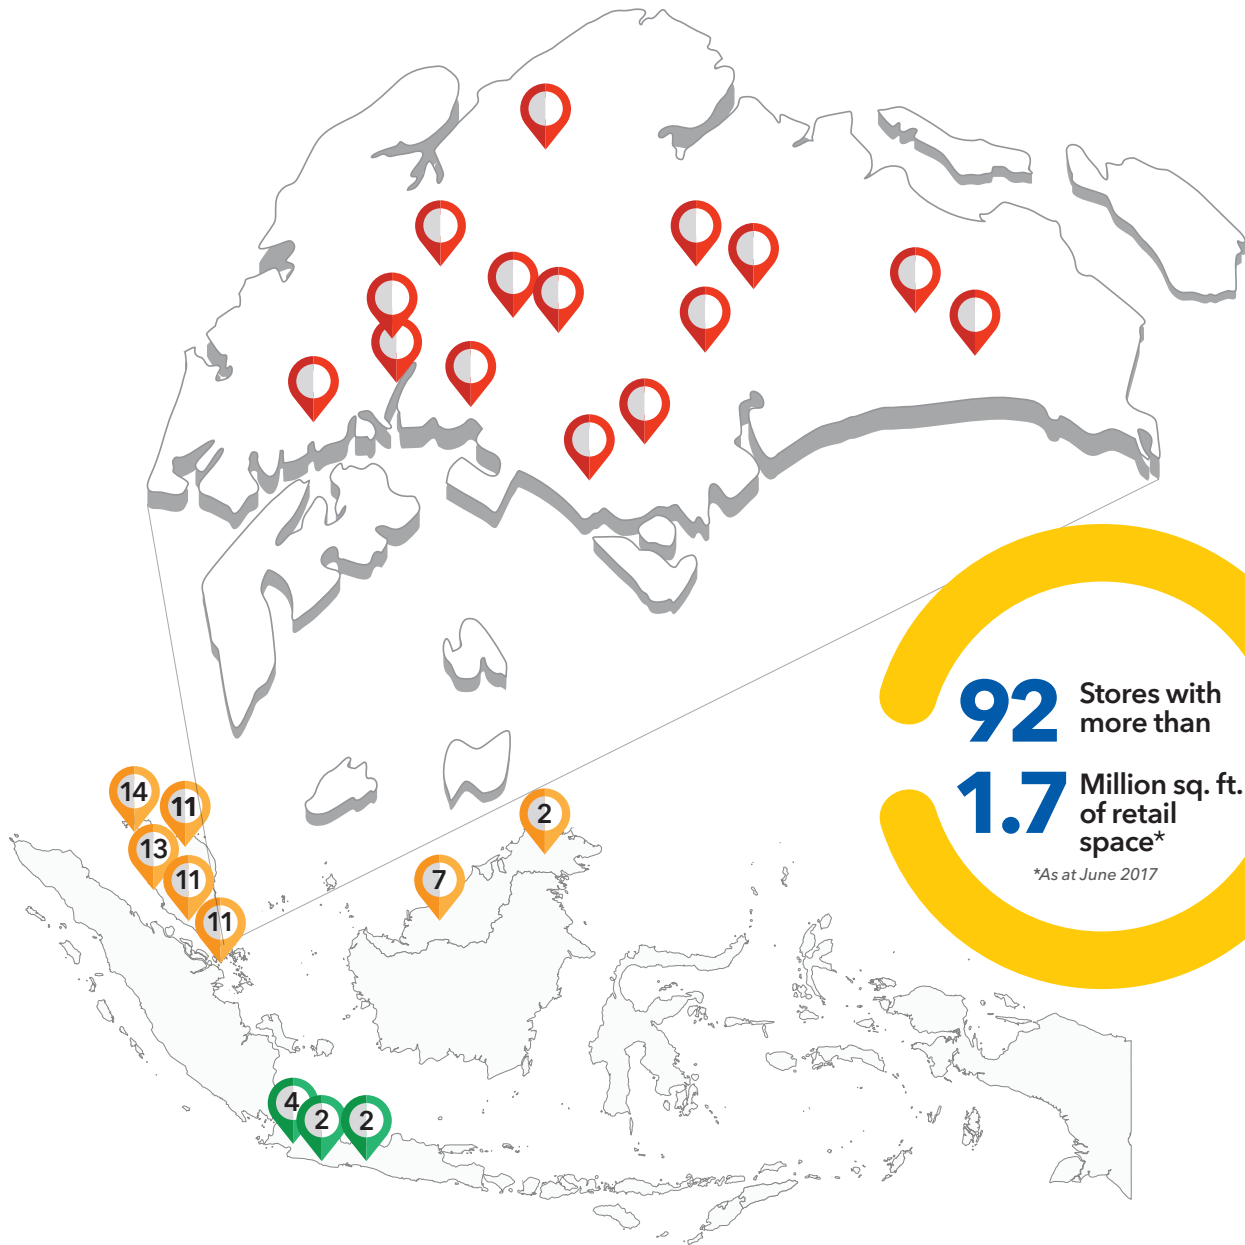 92
Stores with
more than
1.7
Million sq. ft.
of retail
space*
*As at June 2017
14
11
13
11
11
2
7
4
2
2